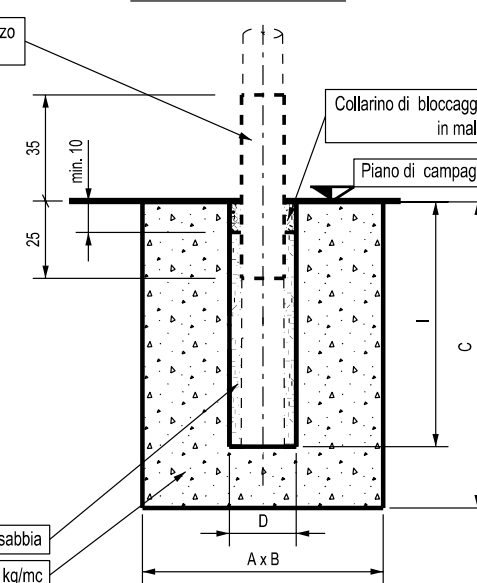 zo
Collarino di bloccagg
in mal
Piano di campag
35
min. 10
25
I
C
D
A x B
sabbia
kg/mc